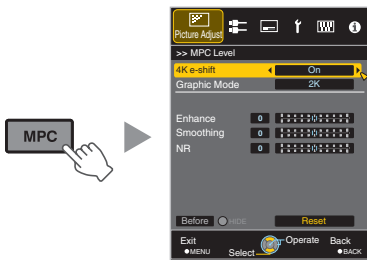 MPC
Picture Adjust
>> MPC Level
4K e-shift On
Graphic Mode 2K
Enhance 0
Smoothing 0
NR 0
Before HIDE Reset
Exit Operate Back
MENU Select BACK